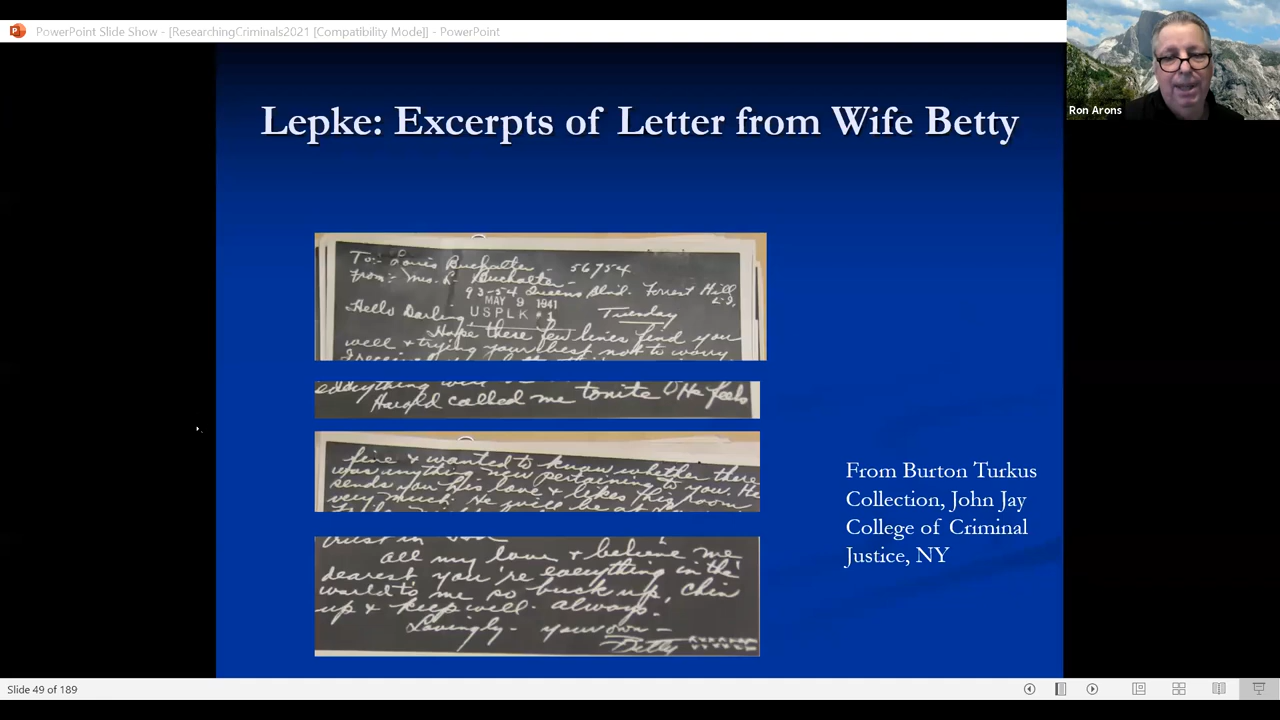 PowerPoint Slide Show - [ResearchingCriminals2021 [Compatibility Mode]] - PowerPoint
Ron Arons
Lepke: Excerpts of Letter from Wife Betty
To:- Louis Buchalter - 56754
From:- Mrs. L. Buchalter -
93-54 Queens Blvd. Forrest Hill
L.I.
MAY 9 1941
Hello Darling, USPLK # 1 Tuesday
Hope these few lines find you
well + trying your best not to worry.
I receive
everything will
Harold called me tonite He feels
fine + wanted to know whether there
was anything new pertaining to you. He
sends you his love + likes this room
very much. He will be at
trust in
all my love + believe me
dearest you're everything in the
world to me so buck up, chin
up + keep well. always.
Lovingly - your own -
Betty
From Burton Turkus
Collection, John Jay
College of Criminal
Justice, NY
Slide 49 of 189